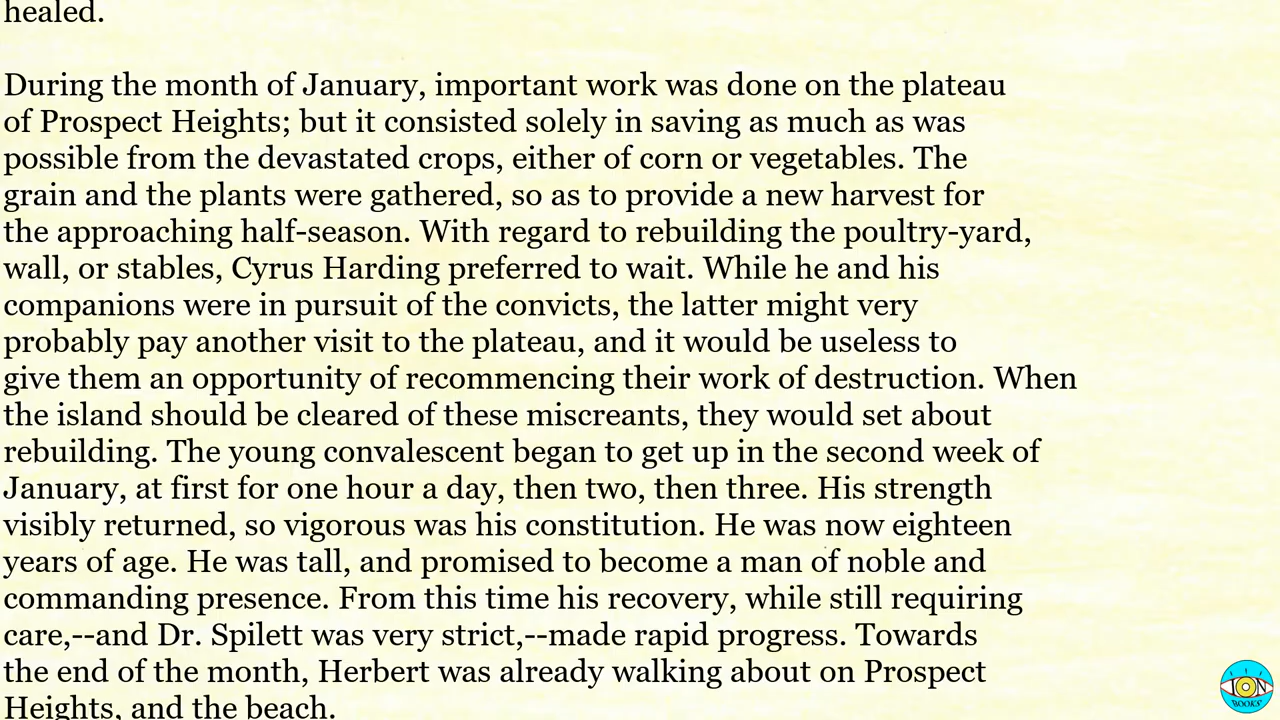 healed.
During the month of January, important work was done on the plateau
of Prospect Heights; but it consisted solely in saving as much as was
possible from the devastated crops, either of corn or vegetables. The
grain and the plants were gathered, so as to provide a new harvest for
the approaching half-season. With regard to rebuilding the poultry-yard,
wall, or stables, Cyrus Harding preferred to wait. While he and his
companions were in pursuit of the convicts, the latter might very
probably pay another visit to the plateau, and it would be useless to
give them an opportunity of recommencing their work of destruction. When
the island should be cleared of these miscreants, they would set about
rebuilding. The young convalescent began to get up in the second week of
January, at first for one hour a day, then two, then three. His strength
visibly returned, so vigorous was his constitution. He was now eighteen
years of age. He was tall, and promised to become a man of noble and
commanding presence. From this time his recovery, while still requiring
care,--and Dr. Spilett was very strict,--made rapid progress. Towards
the end of the month, Herbert was already walking about on Prospect
Heights, and the beach.
ION
BOOKS